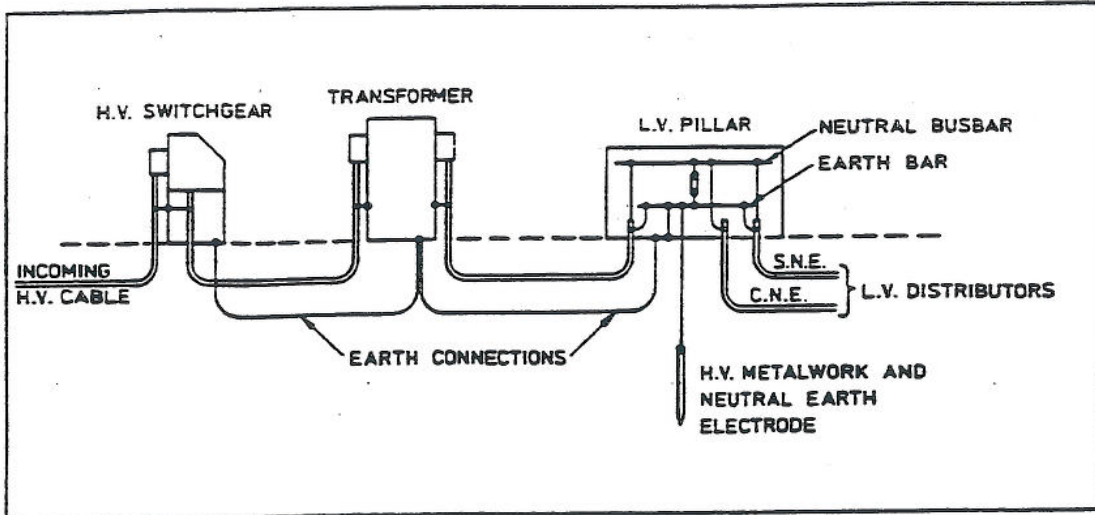 H.V. SWITCHGEAR
TRANSFORMER
L.V. PILLAR
NEUTRAL BUSBAR
EARTH BAR
INCOMING
H.V. CABLE
S.N.E.
C.N.E.
L.V. DISTRIBUTORS
EARTH CONNECTIONS
H.V. METALWORK AND
NEUTRAL EARTH
ELECTRODE